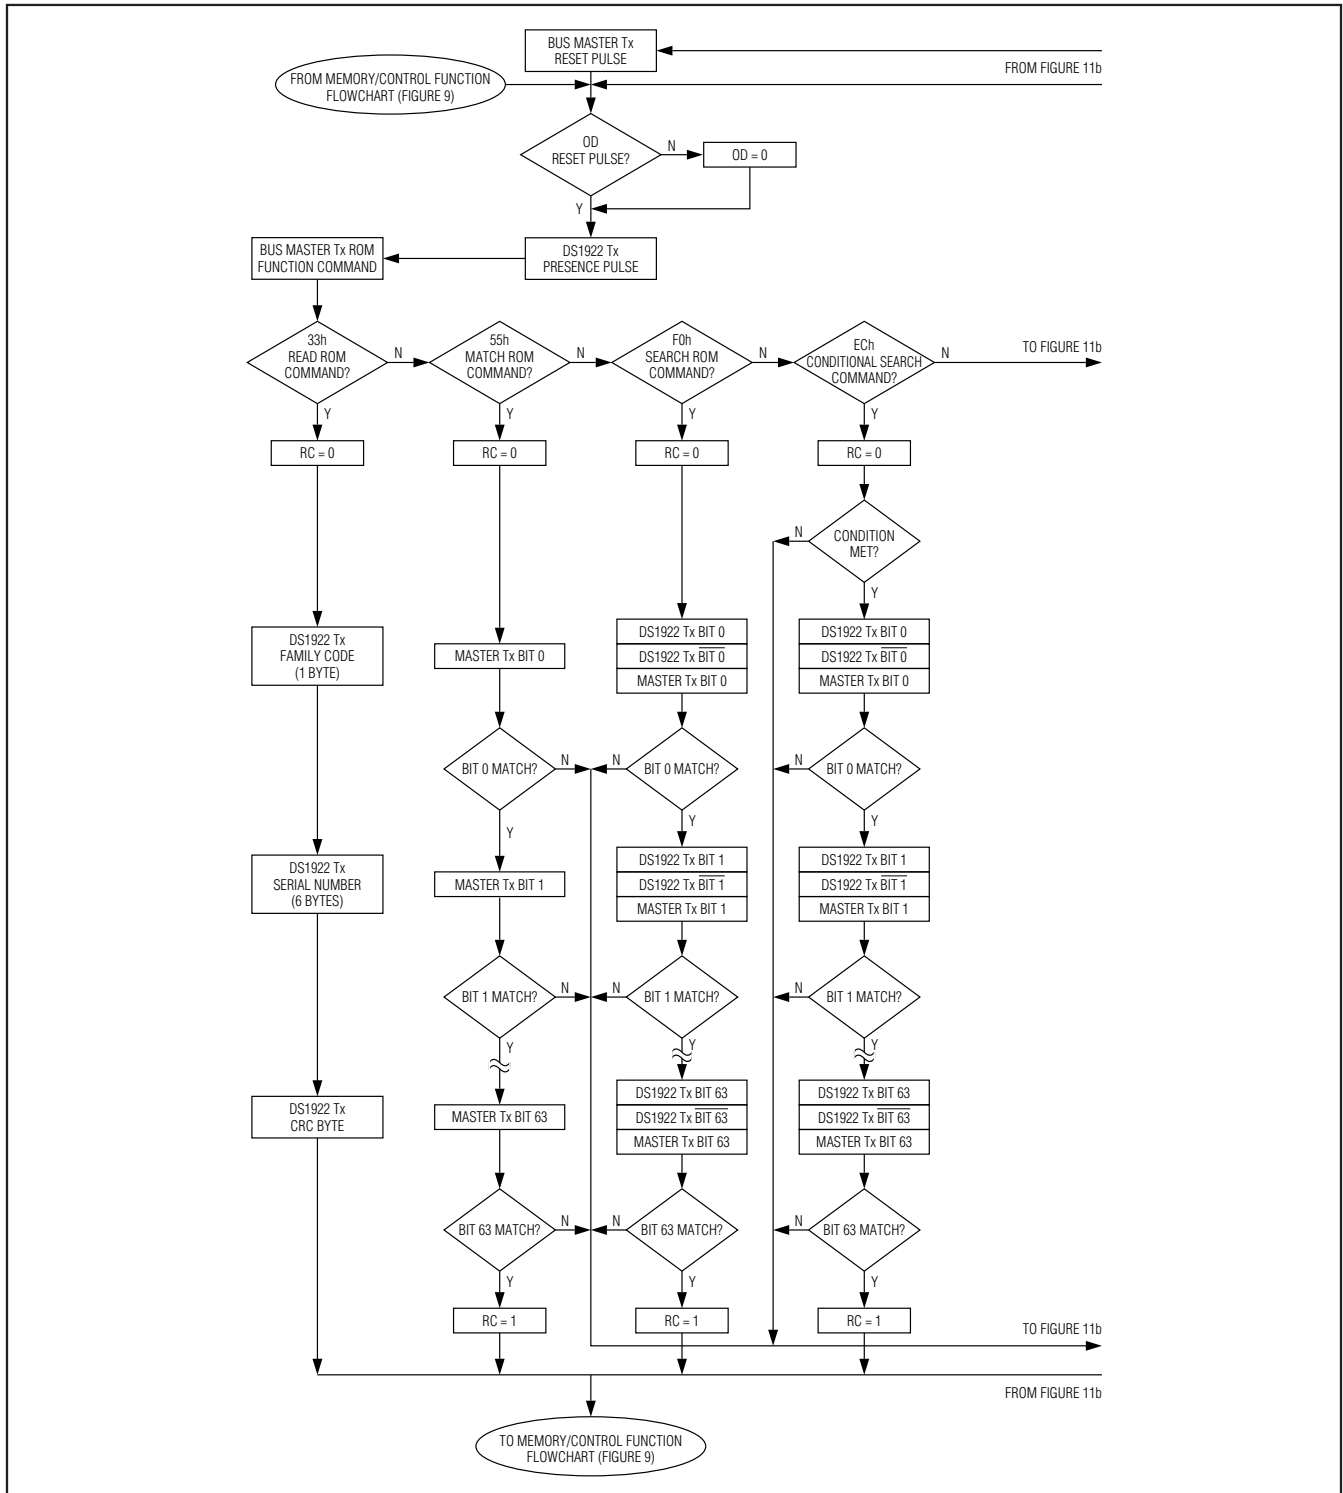 BUS MASTER Tx
RESET PULSE
FROM FIGURE 11b
FROM MEMORY/CONTROL FUNCTION
FLOWCHART (FIGURE 9)
OD
RESET PULSE?
N
OD = 0
Y
BUS MASTER Tx ROM
FUNCTION COMMAND
DS1922 Tx
PRESENCE PULSE
33h
READ ROM
COMMAND?
N
55h
MATCH ROM
COMMAND?
N
F0h
SEARCH ROM
COMMAND?
N
ECh
CONDITIONAL SEARCH
COMMAND?
N
TO FIGURE 11b
Y
Y
Y
Y
RC = 0
RC = 0
RC = 0
RC = 0
N
CONDITION
MET?
Y
DS1922 Tx
FAMILY CODE
(1 BYTE)
MASTER Tx BIT 0
DS1922 Tx BIT 0
DS1922 Tx B̅I̅T̅ ̅0̅
MASTER Tx BIT 0
DS1922 Tx BIT 0
DS1922 Tx B̅I̅T̅ ̅0̅
MASTER Tx BIT 0
BIT 0 MATCH?
N
N
BIT 0 MATCH?
N
BIT 0 MATCH?
Y
Y
Y
DS1922 Tx
SERIAL NUMBER
(6 BYTES)
MASTER Tx BIT 1
DS1922 Tx BIT 1
DS1922 Tx B̅I̅T̅ ̅1̅
MASTER Tx BIT 1
DS1922 Tx BIT 1
DS1922 Tx B̅I̅T̅ ̅1̅
MASTER Tx BIT 1
BIT 1 MATCH?
N
N
BIT 1 MATCH?
N
BIT 1 MATCH?
Y
Y
Y
DS1922 Tx
CRC BYTE
MASTER Tx BIT 63
DS1922 Tx BIT 63
DS1922 Tx B̅I̅T̅ ̅6̅3̅
MASTER Tx BIT 63
DS1922 Tx BIT 63
DS1922 Tx B̅I̅T̅ ̅6̅3̅
MASTER Tx BIT 63
BIT 63 MATCH?
N
N
BIT 63 MATCH?
N
BIT 63 MATCH?
Y
Y
Y
RC = 1
RC = 1
RC = 1
TO FIGURE 11b
FROM FIGURE 11b
TO MEMORY/CONTROL FUNCTION
FLOWCHART (FIGURE 9)